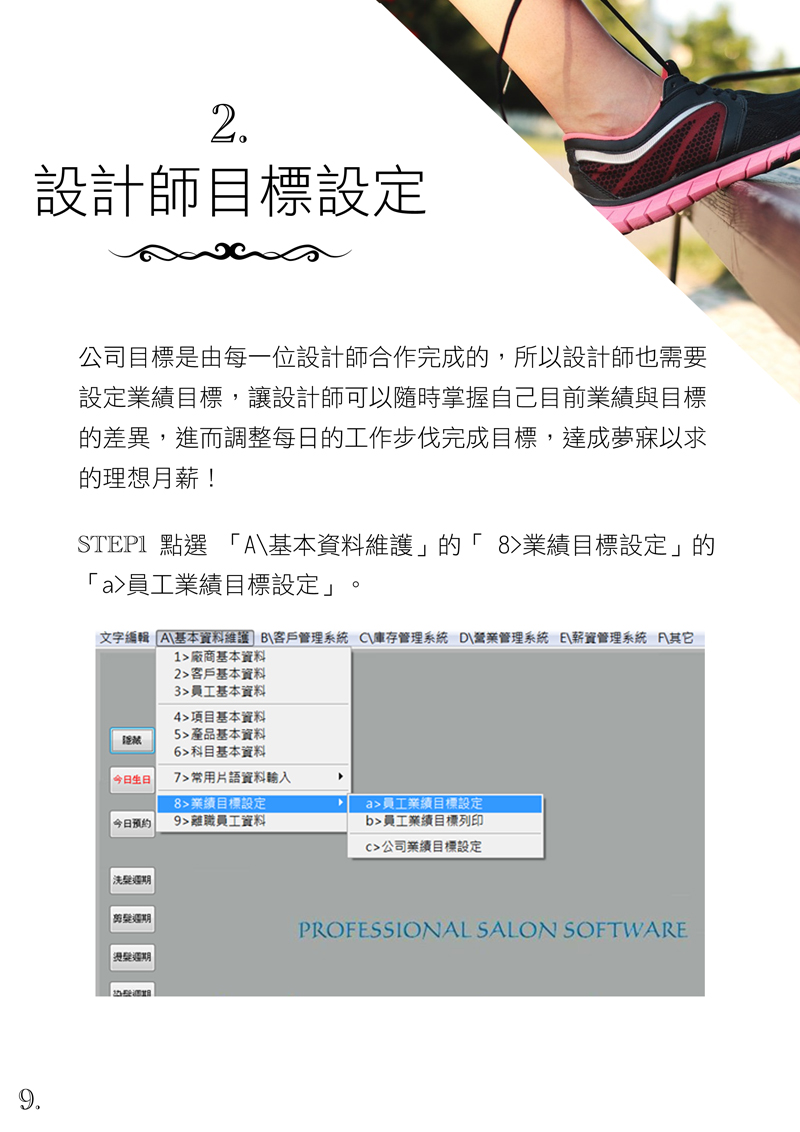 2.
設計師目標設定
公司目標是由每一位設計師合作完成的，所以設計師也需要
設定業績目標，讓設計師可以隨時掌握自己目前業績與目標
的差異，進而調整每日的工作步伐完成目標，達成夢寐以求
的理想月薪！
STEP1 點選 「A\基本資料維護」的「 8>業績目標設定」的
「a>員工業績目標設定」。
文字編輯 A\基本資料維護 B\客戶管理系統 C\庫存管理系統 D\營業管理系統 E\薪資管理系統 F\其它
1>廠商基本資料
2>客戶基本資料
3>員工基本資料
4>項目基本資料
5>產品基本資料
6>科目基本資料
7>常用片語資料輸入
8>業績目標設定
9>離職員工資料
a>員工業績目標設定
b>員工業績目標列印
c>公司業績目標設定
隱藏
今日生日
今日預約
洗髮週期
剪髮週期
燙髮週期
染髮週期
PROFESSIONAL SALON SOFTWARE
9.